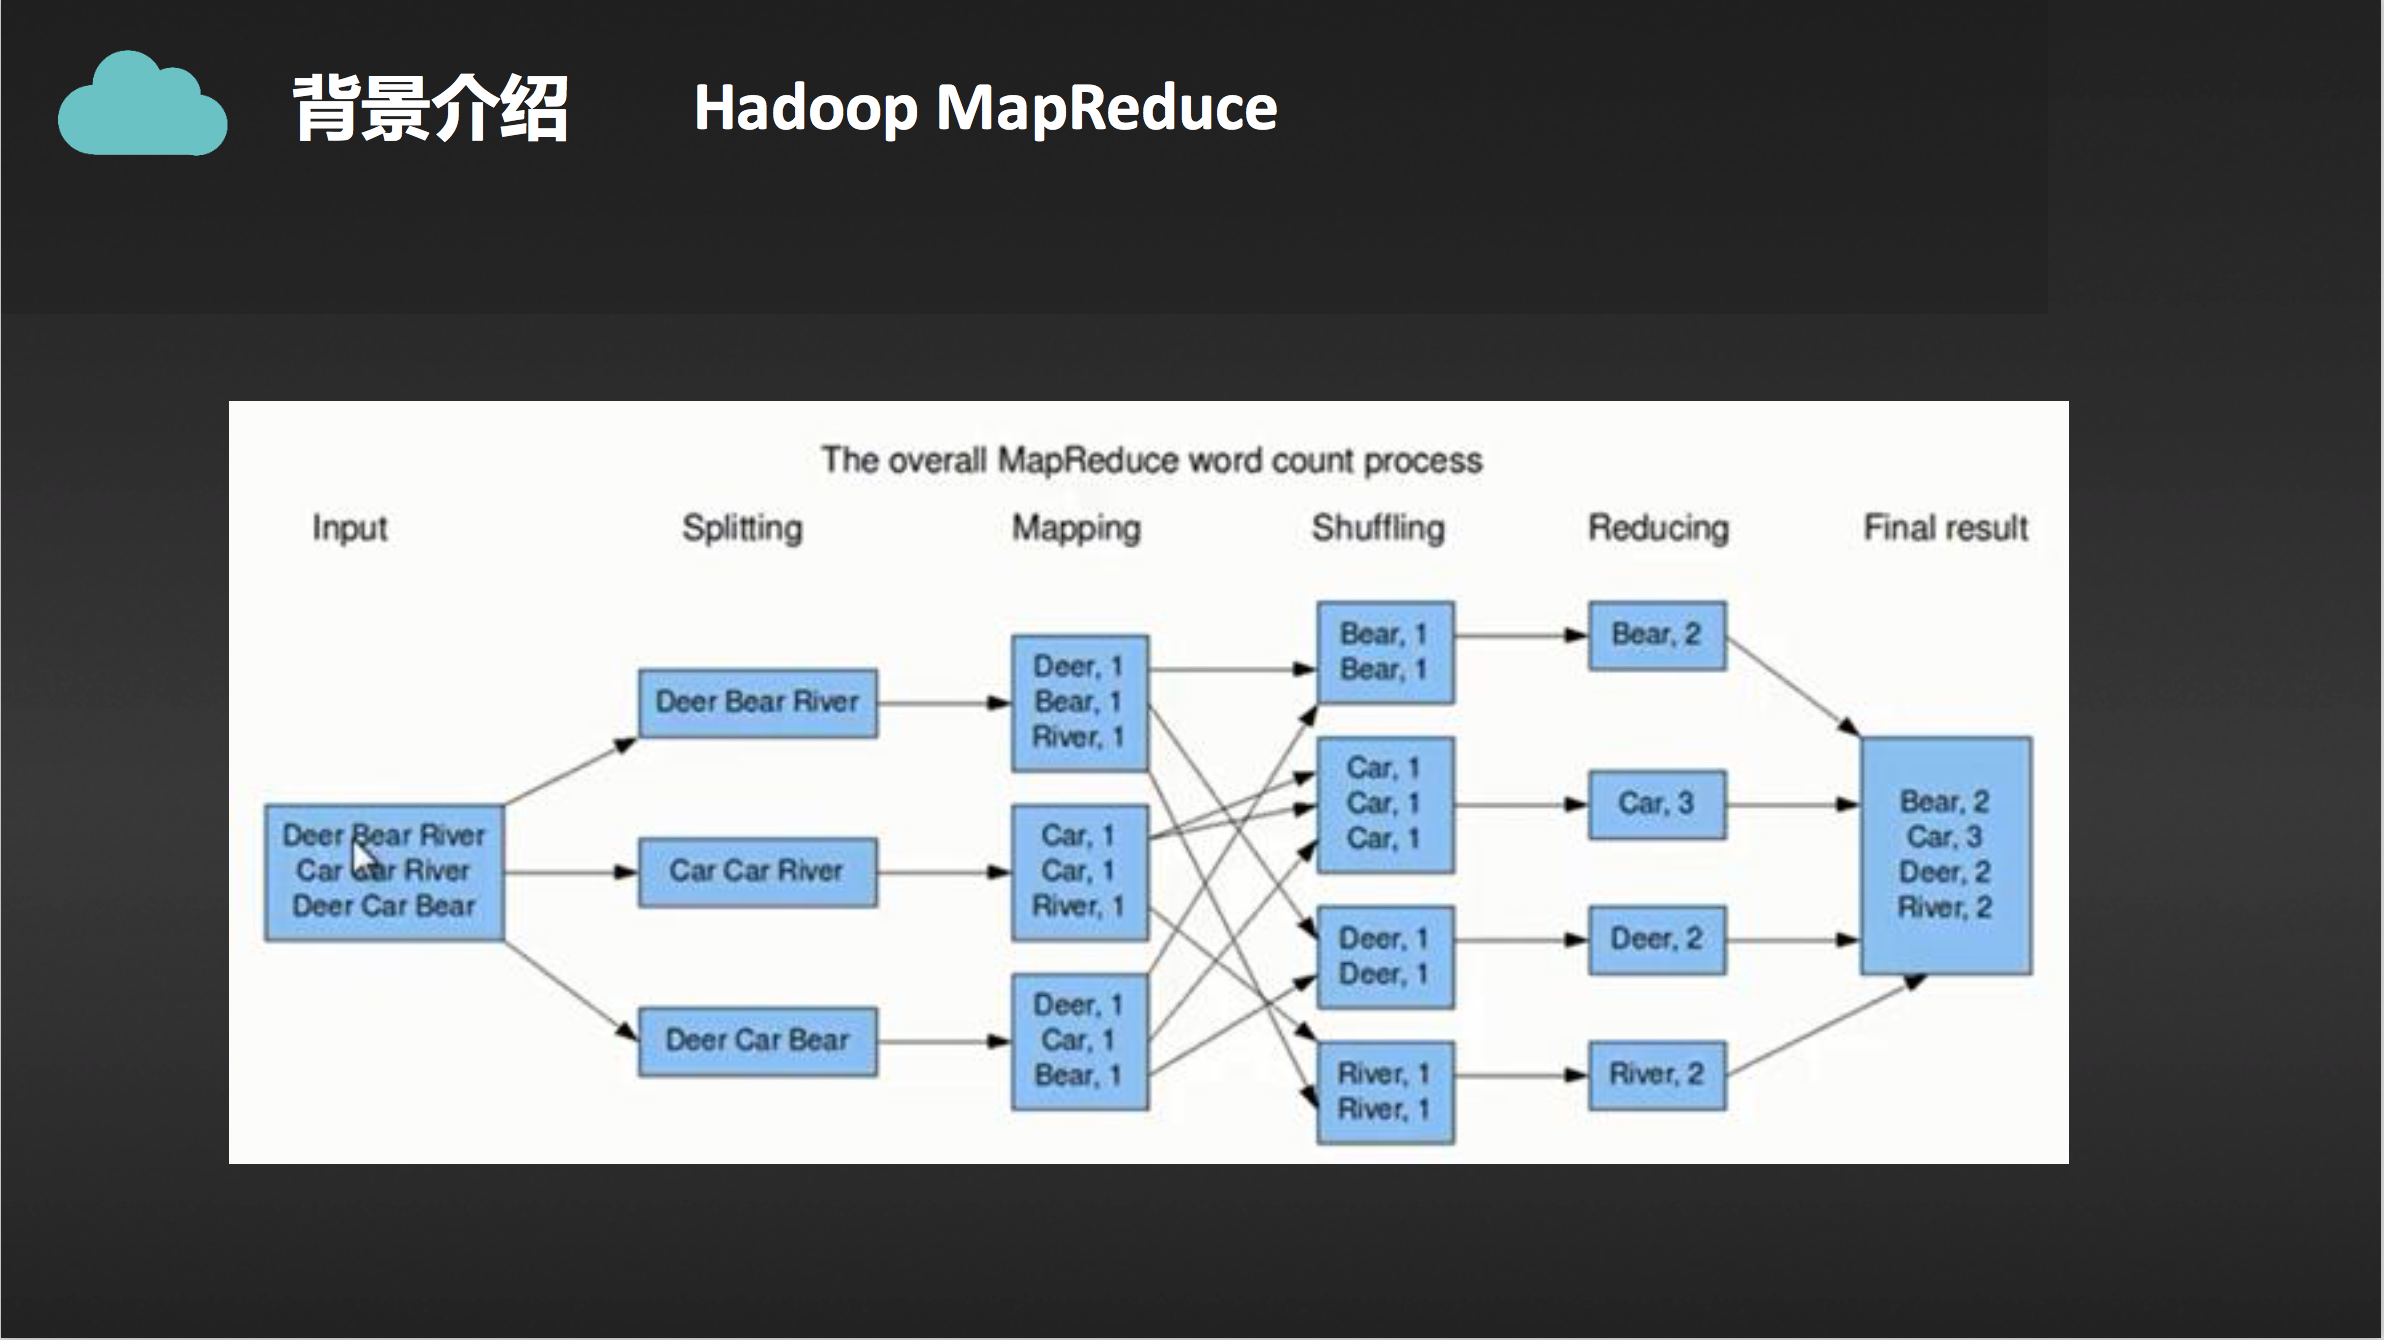 背景介绍 Hadoop MapReduce
The overall MapReduce word count process
Input Splitting Mapping Shuffling Reducing Final result
Deer Bear River
Car Car River
Deer Car Bear
Deer Bear River
Car Car River
Deer Car Bear
Deer, 1
Bear, 1
River, 1
Car, 1
Car, 1
River, 1
Deer, 1
Car, 1
Bear, 1
Bear, 1
Bear, 1
Car, 1
Car, 1
Car, 1
Deer, 1
Deer, 1
River, 1
River, 1
Bear, 2
Car, 3
Deer, 2
River, 2
Bear, 2
Car, 3
Deer, 2
River, 2